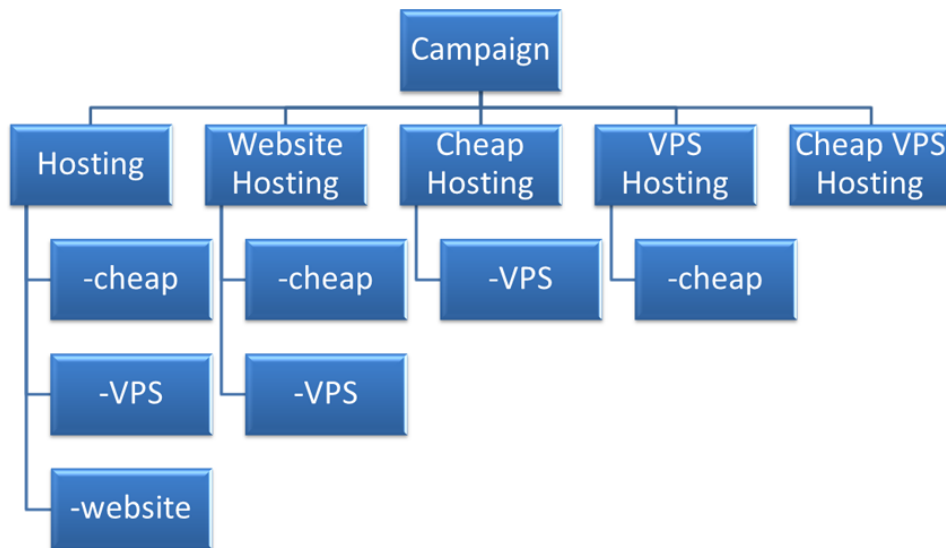 Campaign
Hosting
Website
Hosting
Cheap
Hosting
VPS
Hosting
Cheap VPS
Hosting
-cheap
-cheap
-VPS
-cheap
-VPS
-VPS
-website